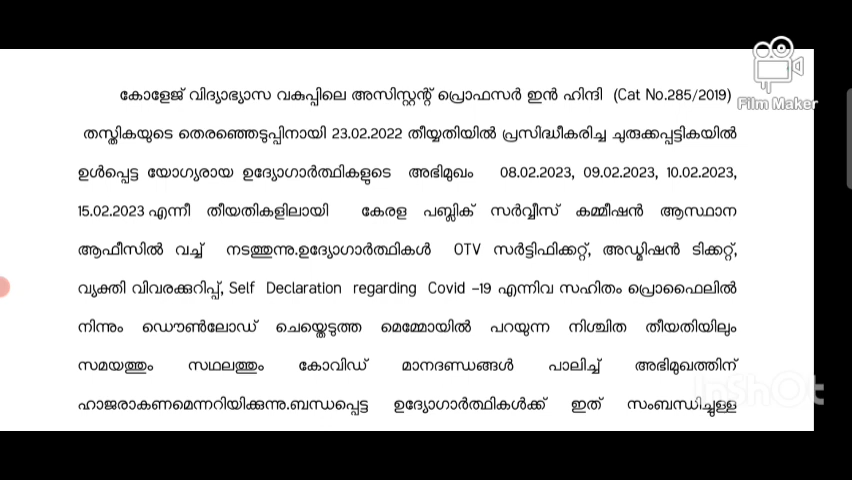 കോളേജ് വിദ്യാഭ്യാസ വകുപ്പിലെ അസിസ്റ്റന്റ് പ്രൊഫസർ ഇൻ ഹിന്ദി (Cat No.285/2019)
തസ്തികയുടെ തെരഞ്ഞെടുപ്പിനായി 23.02.2022 തീയ്യതിയിൽ പ്രസിദ്ധീകരിച്ച ചുരുക്കപ്പട്ടികയിൽ
ഉൾപ്പെട്ട യോഗ്യരായ ഉദ്യോഗാർത്ഥികളുടെ അഭിമുഖം 08.02.2023, 09.02.2023, 10.02.2023,
15.02.2023 എന്നീ തീയതികളിലായി കേരള പബ്ലിക് സർവ്വീസ് കമ്മീഷൻ ആസ്ഥാന
ആഫീസിൽ വച്ച് നടത്തുന്നു.ഉദ്യോഗാർത്ഥികൾ OTV സർട്ടിഫിക്കറ്റ്, അഡ്മിഷൻ ടിക്കറ്റ്,
വ്യക്തി വിവരക്കുറിപ്പ്, Self Declaration regarding Covid –19 എന്നിവ സഹിതം പ്രൊഫൈലിൽ
നിന്നും ഡൌൺലോഡ് ചെയ്തെടുത്ത മെമ്മോയിൽ പറയുന്ന നിശ്ചിത തീയതിയിലും
സമയത്തും സഥലത്തും കോവിഡ് മാനദണ്ഡങ്ങൾ പാലിച്ച് അഭിമുഖത്തിന്
ഹാജരാകണമെന്നറിയിക്കുന്നു.ബന്ധപ്പെട്ട ഉദ്യോഗാർത്ഥികൾക്ക് ഇത് സംബന്ധിച്ചുള്ള
Film Maker
InShOt